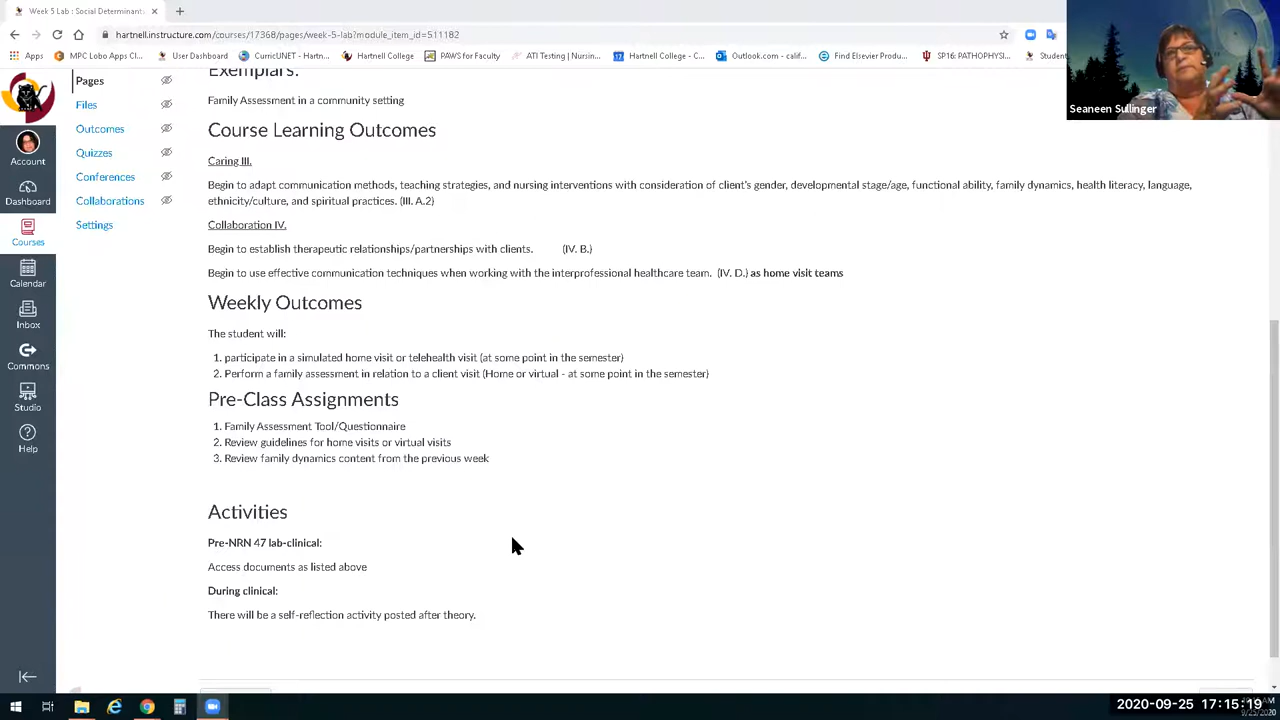 Week 5 Lab : Social Determinants
hartnell.instructure.com/courses/17368/pages/week-5-lab?module_item_id=511182
Apps
MPC Lobo Apps Cl...
User Dashboard
CurricUNET - Hartn...
Hartnell College
PAWS for Faculty
ATI Testing | Nursin...
Hartnell College - C...
Outlook.com - calif...
Find Elsevier Produ...
SP16: PATHOPHYSI...
Student
Seaneen Sullinger
Account
Dashboard
Courses
Calendar
Inbox
Commons
Studio
Help
Pages
Files
Outcomes
Quizzes
Conferences
Collaborations
Settings
Exemplars:
Family Assessment in a community setting
Course Learning Outcomes
Caring III.
Begin to adapt communication methods, teaching strategies, and nursing interventions with consideration of client's gender, developmental stage/age, functional ability, family dynamics, health literacy, language,
ethnicity/culture, and spiritual practices. (III. A.2)
Collaboration IV.
Begin to establish therapeutic relationships/partnerships with clients. (IV. B.)
Begin to use effective communication techniques when working with the interprofessional healthcare team. (IV. D.) as home visit teams
Weekly Outcomes
The student will:
1. participate in a simulated home visit or telehealth visit (at some point in the semester)
2. Perform a family assessment in relation to a client visit (Home or virtual - at some point in the semester)
Pre-Class Assignments
1. Family Assessment Tool/Questionnaire
2. Review guidelines for home visits or virtual visits
3. Review family dynamics content from the previous week
Activities
Pre-NRN 47 lab-clinical:
Access documents as listed above
During clinical:
There will be a self-reflection activity posted after theory.
2020-09-25 17:15:19